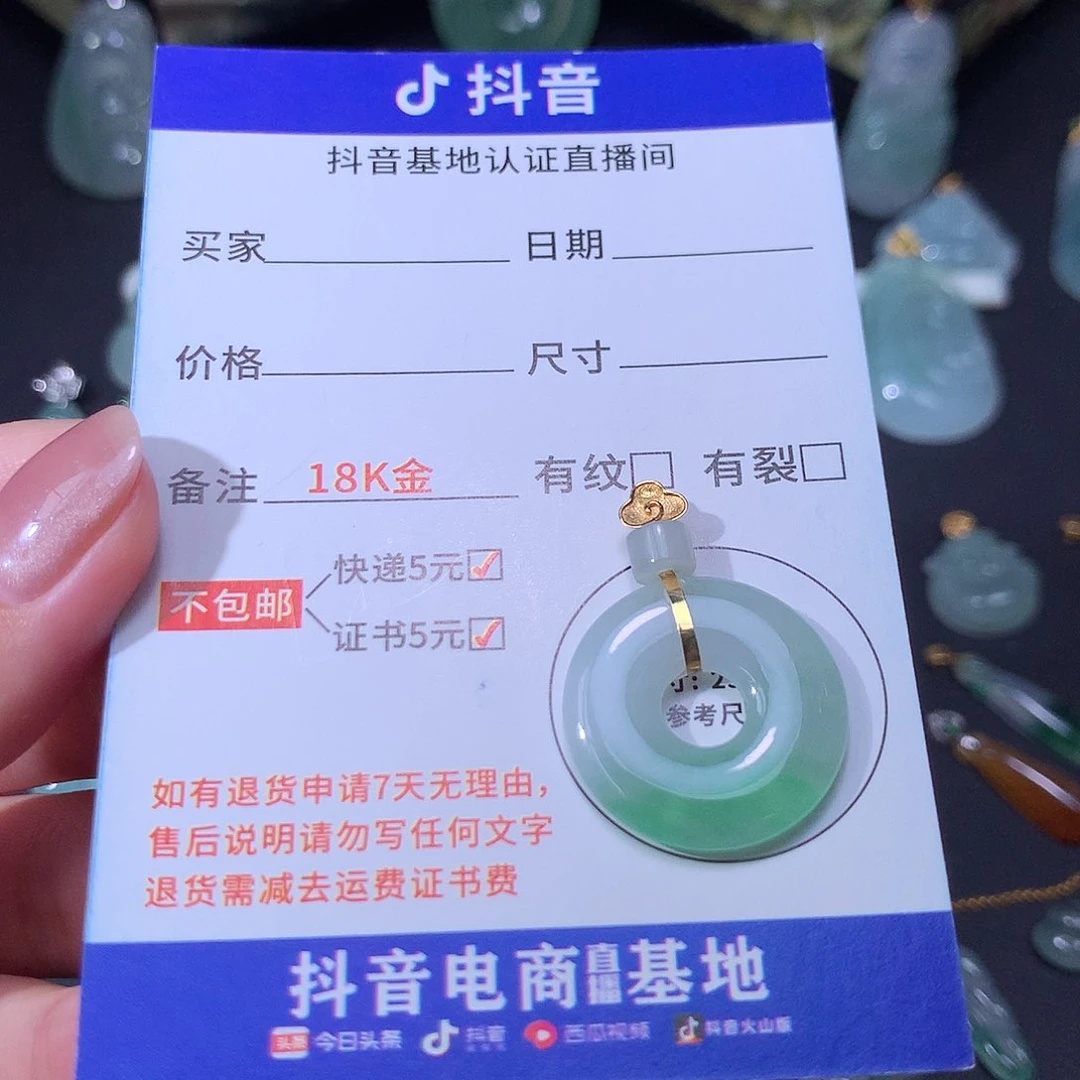 抖音
抖音基地认证直播间
买家 日期
价格 尺寸
备注 18K金 有纹 有裂
快递5元
不包邮
证书5元
寸: 25
参考尺
如有退货申请7天无理由,
售后说明请勿写任何文字
退货需减去运费证书费
抖音电商直播基地
头条 今日头条 抖音 西瓜视频 抖音火山版